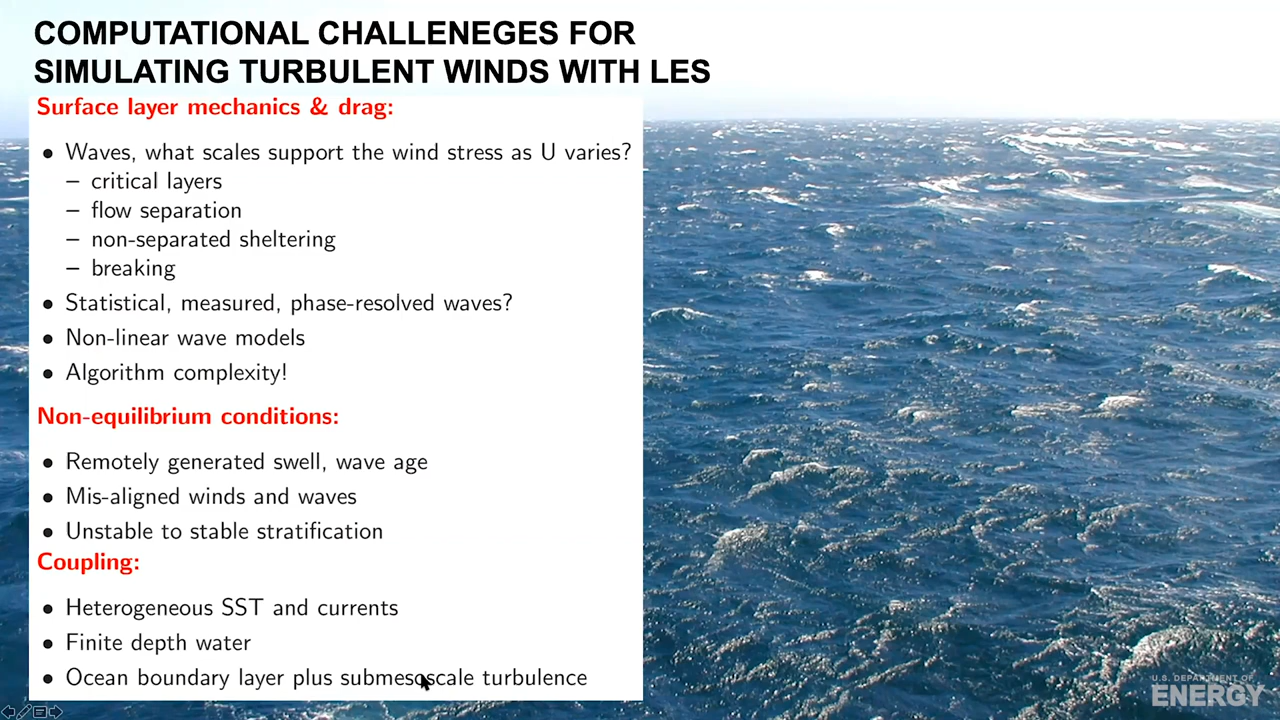 COMPUTATIONAL CHALLENEGES FOR
SIMULATING TURBULENT WINDS WITH LES
Surface layer mechanics & drag:
• Waves, what scales support the wind stress as U varies?
– critical layers
– flow separation
– non-separated sheltering
– breaking
• Statistical, measured, phase-resolved waves?
• Non-linear wave models
• Algorithm complexity!
Non-equilibrium conditions:
• Remotely generated swell, wave age
• Mis-aligned winds and waves
• Unstable to stable stratification
Coupling:
• Heterogeneous SST and currents
• Finite depth water
• Ocean boundary layer plus submesoscale turbulence
U.S. DEPARTMENT OF
ENERGY